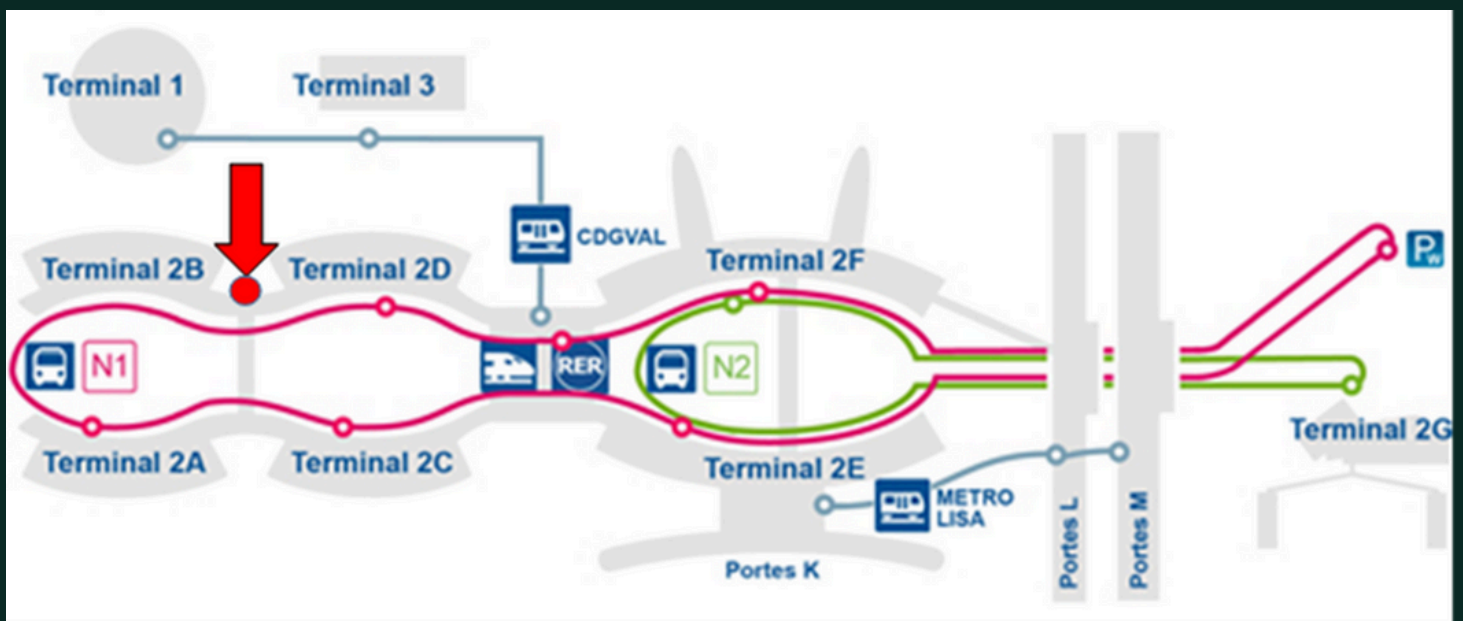 Terminal 1
Terminal 3
CDGVAL
Terminal 2B
Terminal 2D
Terminal 2F
PW
N1
RER
N2
Terminal 2G
Terminal 2A
Terminal 2C
Terminal 2E
METRO
LISA
Portes K
Portes L
Portes M